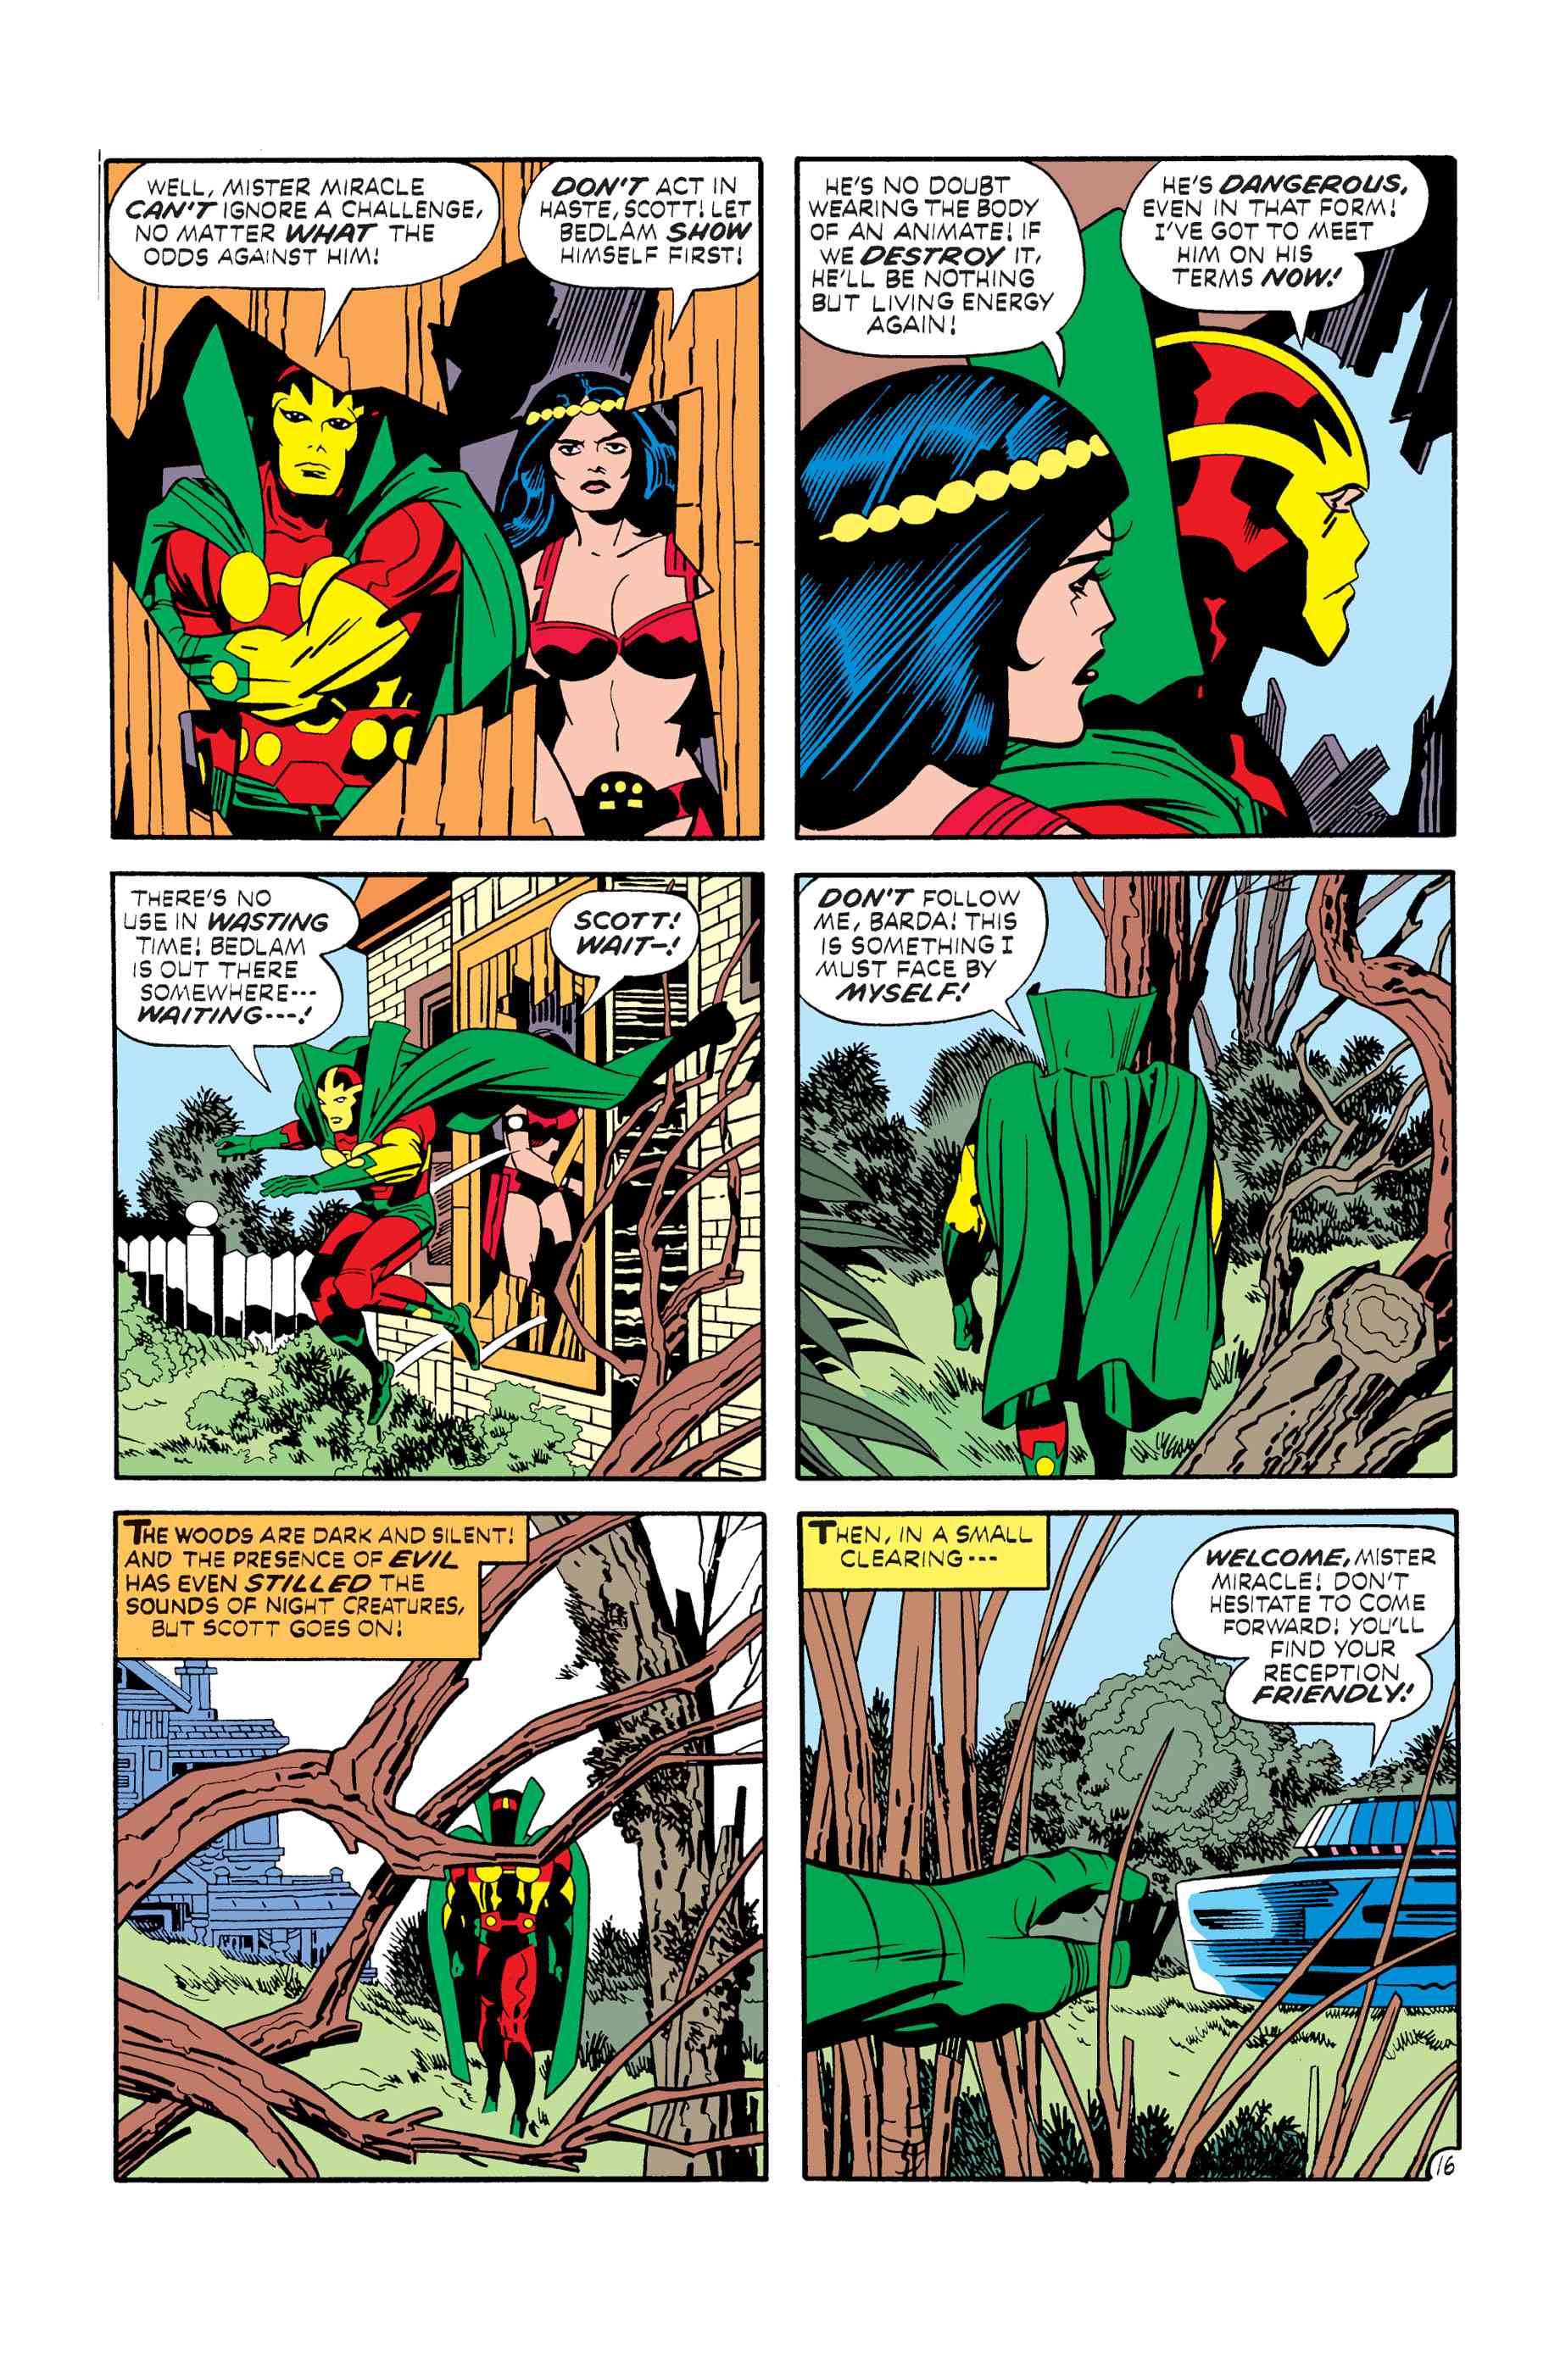 WELL, MISTER MIRACLE
CAN'T IGNORE A CHALLENGE,
NO MATTER WHAT THE
ODDS AGAINST HIM!
DON'T ACT IN
HASTE, SCOTT! LET
BEDLAM SHOW
HIMSELF FIRST!
HE'S NO DOUBT
WEARING THE BODY
OF AN ANIMATE! IF
WE DESTROY IT,
HE'LL BE NOTHING
BUT LIVING ENERGY
AGAIN!
HE'S DANGEROUS,
EVEN IN THAT FORM!
I'VE GOT TO MEET
HIM ON HIS
TERMS NOW!
THERE'S NO
USE IN WASTING
TIME! BEDLAM
IS OUT THERE
SOMEWHERE---
WAITING---!
SCOTT!
WAIT--!
DON'T FOLLOW
ME, BARDA! THIS
IS SOMETHING I
MUST FACE BY
MYSELF!
THE WOODS ARE DARK AND SILENT!
AND THE PRESENCE OF EVIL
HAS EVEN STILLED THE
SOUNDS OF NIGHT CREATURES,
BUT SCOTT GOES ON!
THEN, IN A SMALL
CLEARING---
WELCOME, MISTER
MIRACLE! DON'T
HESITATE TO COME
FORWARD! YOU'LL
FIND YOUR
RECEPTION
FRIENDLY!
16